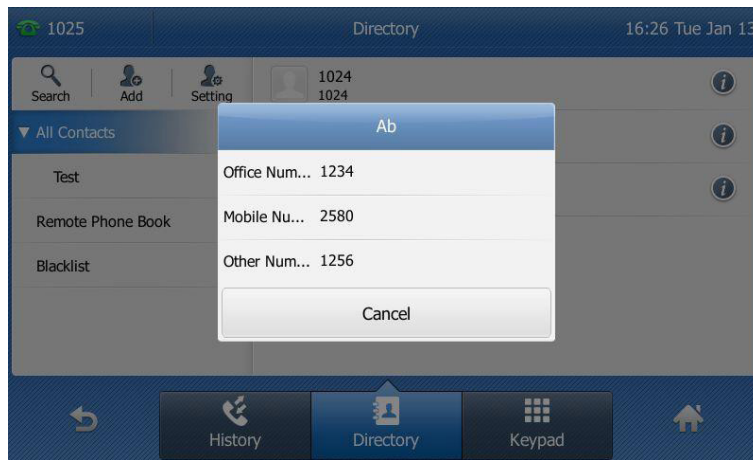 1025
Directory
16:26 Tue Jan 13
Search
Add
Setting
1024
1024
All Contacts
Test
Remote Phone Book
Blacklist
Ab
Office Num... 1234
Mobile Nu... 2580
Other Num... 1256
Cancel
History
Directory
Keypad